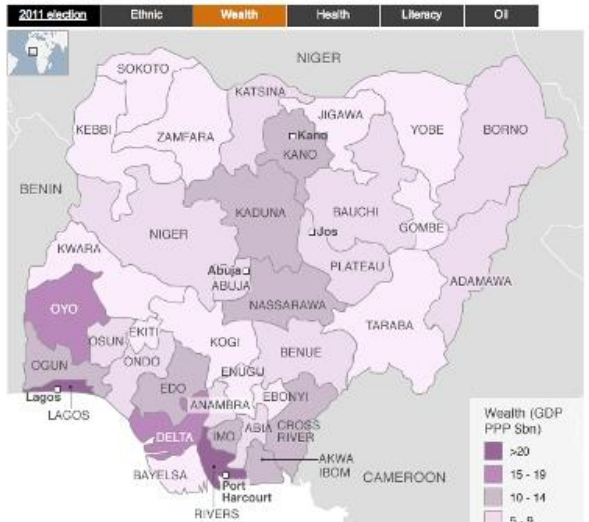 2011 election
Ethnic
Wealth
Health
Literacy
Oil
NIGER
SOKOTO
KATSINA
JIGAWA
KEBBI
ZAMFARA
Kano
KANO
YOBE
BORNO
BENIN
KADUNA
BAUCHI
GOMBE
NIGER
Jos
KWARA
PLATEAU
Abuja
ABUJA
ADAMAWA
NASSARAWA
OYO
TARABA
EKITI
OSUN
KOGI
BENUE
ONDO
OGUN
ENUGU
EDO
EBONYI
ANAMBRA
Lagos
LAGOS
ABIA
CROSS
RIVER
IMO
DELTA
AKWA
IBOM
BAYELSA
CAMEROON
Port
Harcourt
RIVERS
Wealth (GDP
PPP $bn)
>20
15 - 19
10 - 14
5 - 9